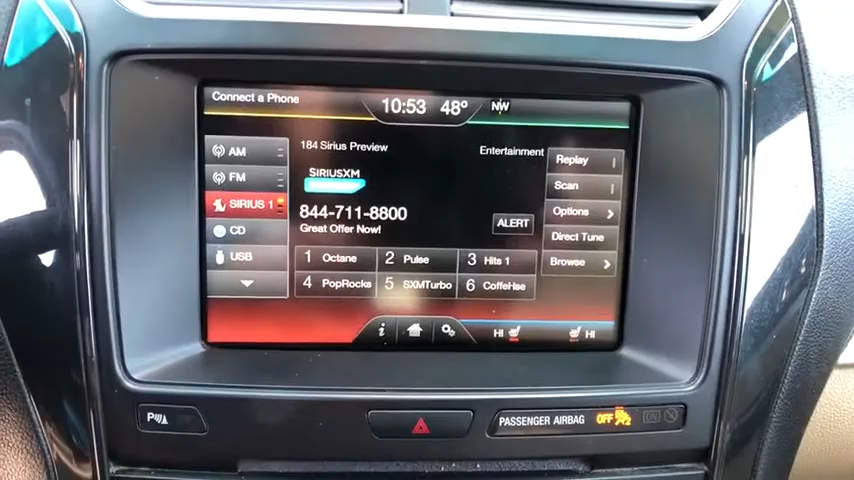 Connect a Phone
10:53 48° NW
184 Sirius Preview
Entertainment
AM
FM
SIRIUS 1
CD
USB
SIRIUSXM
844-711-8800
Great Offer Now!
ALERT
Replay
Scan
Options
Direct Tune
Browse
1 Octane 2 Pulse 3 Hits 1
4 PopRocks 5 SXMTurbo 6 CoffeHse
i
HI HI
P
PASSENGER AIRBAG OFF ON